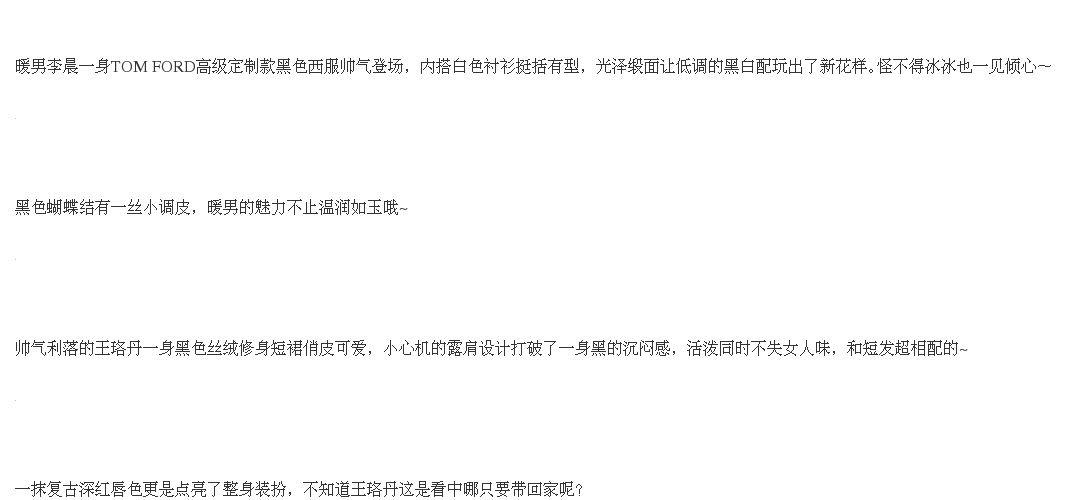 暖男李晨一身TOM FORD高级定制款黑色西服帅气登场，内搭白色衬衫挺括有型，光泽缎面让低调的黑白配玩出了新花样。怪不得冰冰也一见倾心～
黑色蝴蝶结有一丝小调皮，暖男的魅力不止温润如玉哦~
帅气利落的王珞丹一身黑色丝绒修身短裙俏皮可爱，小心机的露肩设计打破了一身黑的沉闷感，活泼同时不失女人味，和短发超相配的~
一抹复古深红唇色更是点亮了整身装扮，不知道王珞丹这是看中哪只要带回家呢?